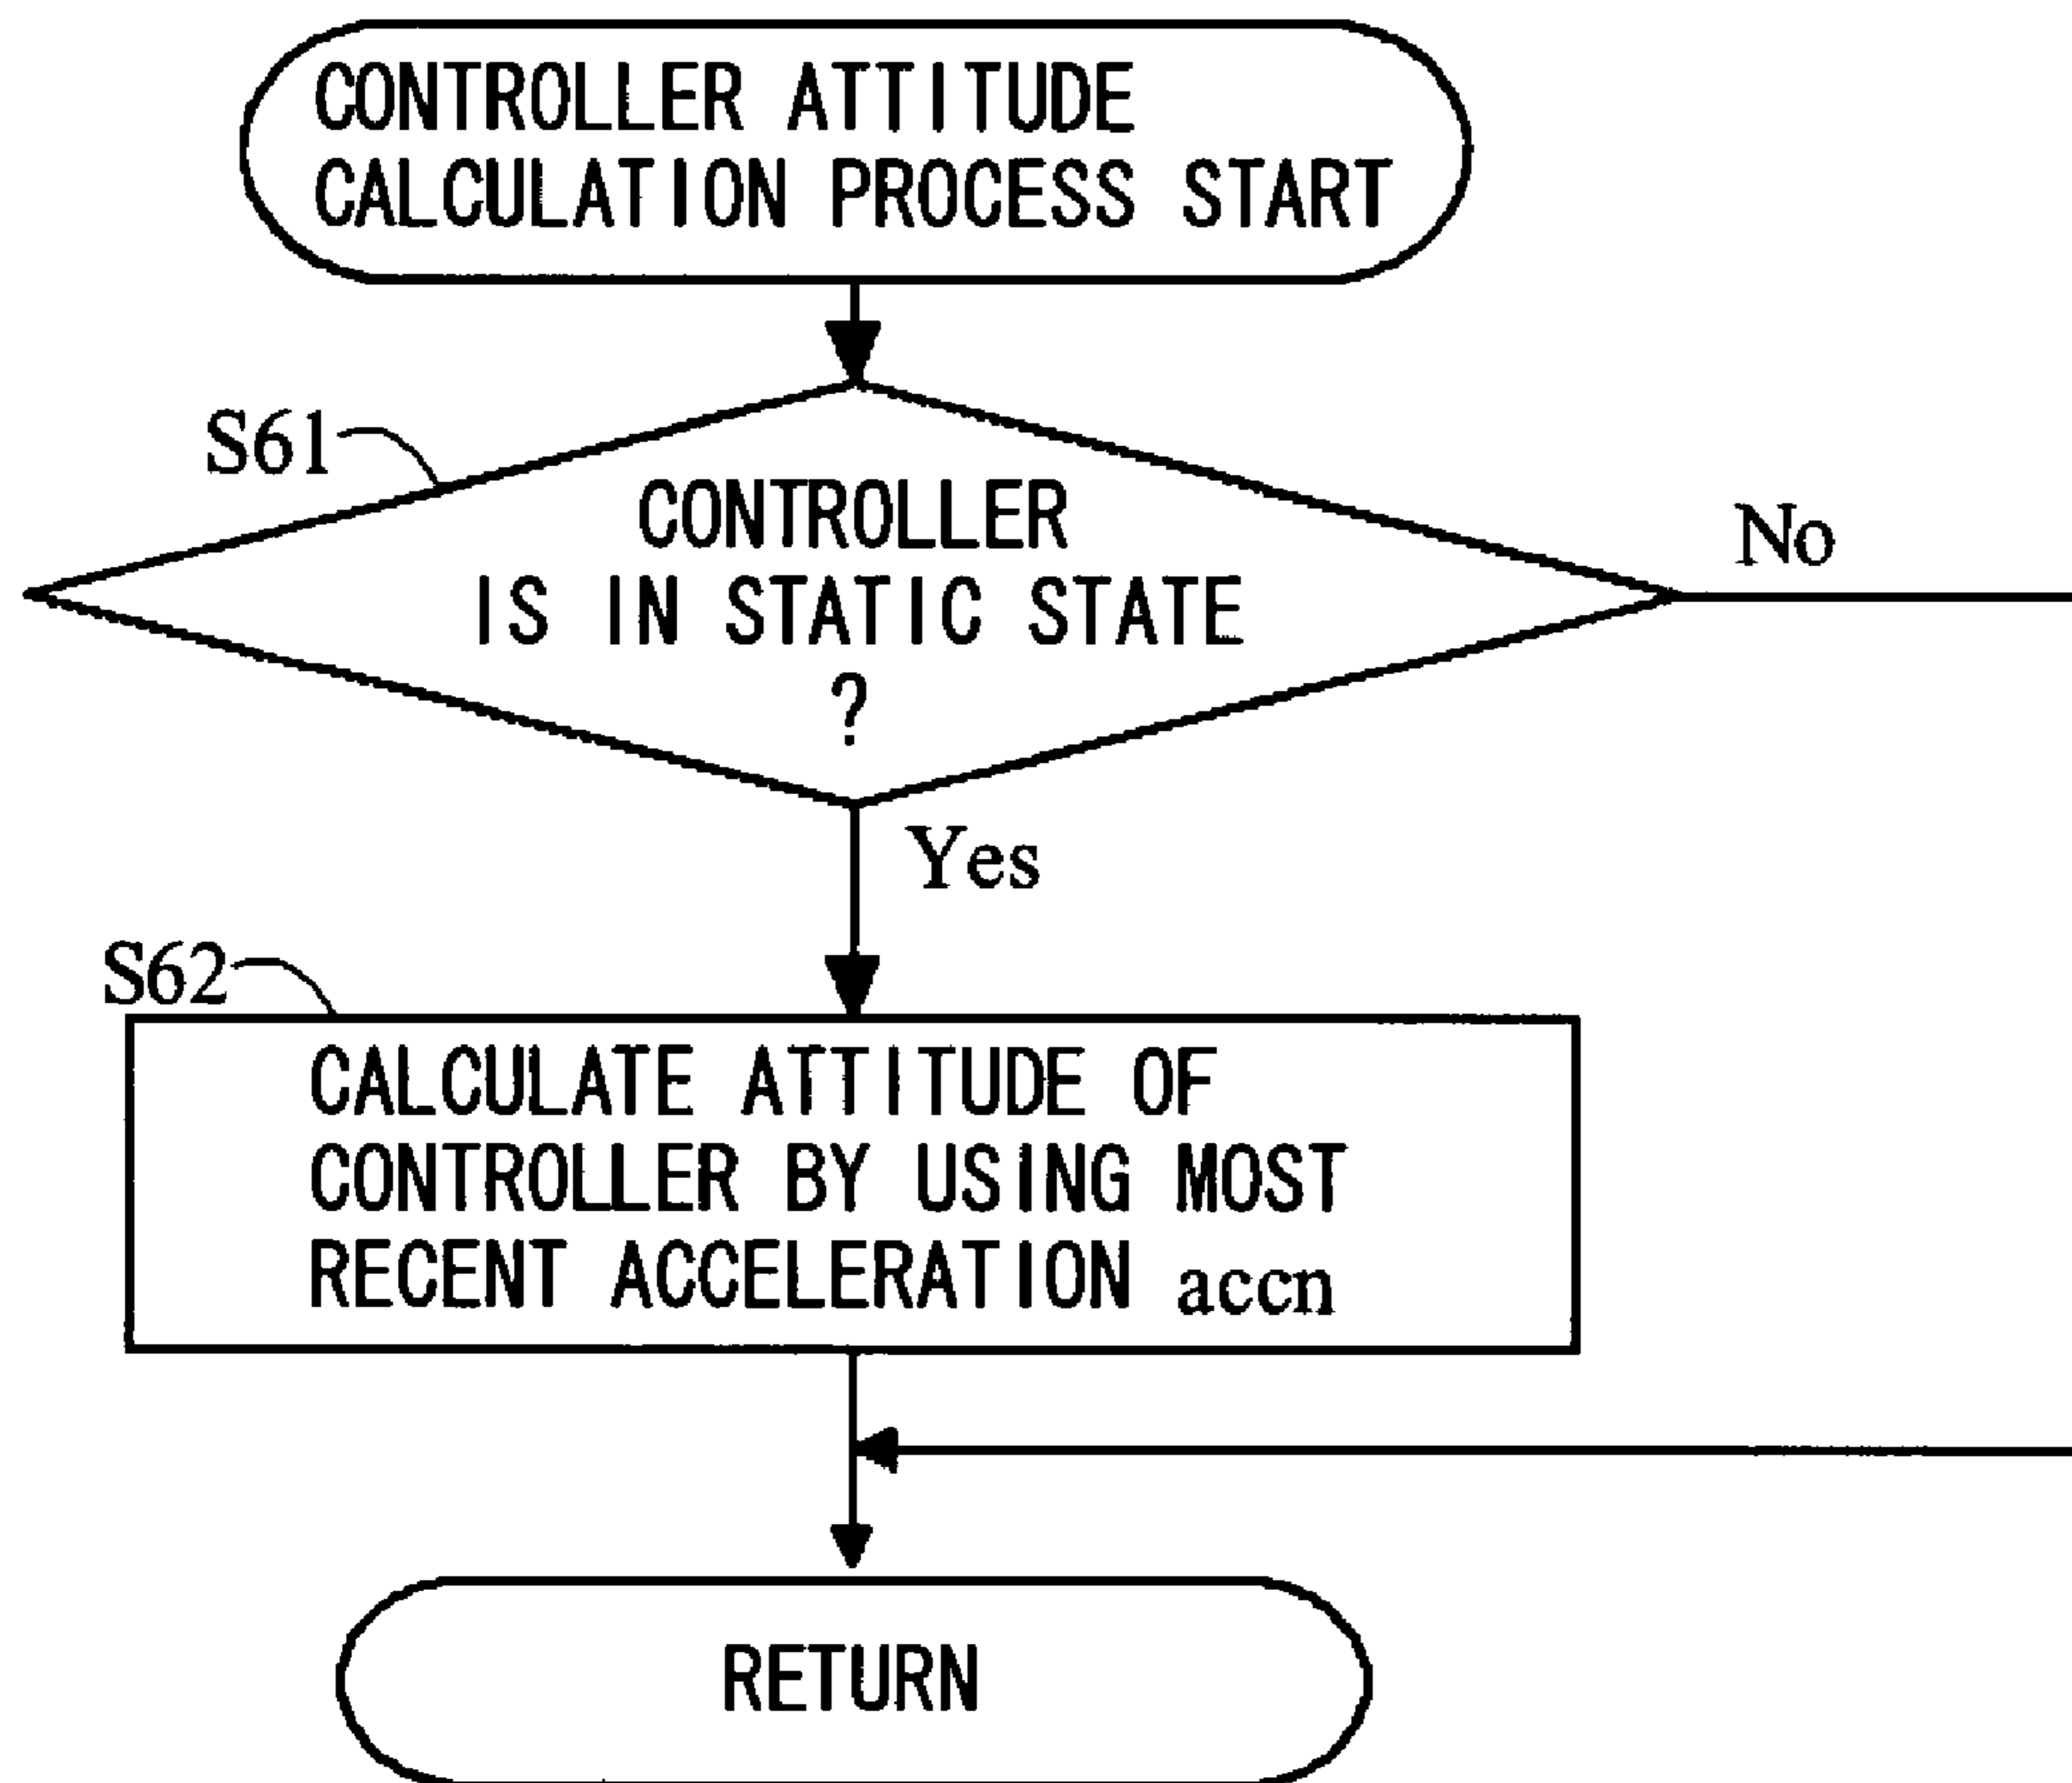 CONTROLLER ATTITUDE
CALCULATION PROCESS START
S61
CONTROLLER
IS IN STATIC STATE
?
No
Yes
S62
CALCULATE ATTITUDE OF
CONTROLLER BY USING MOST
RECENT ACCELERATION accn
RETURN